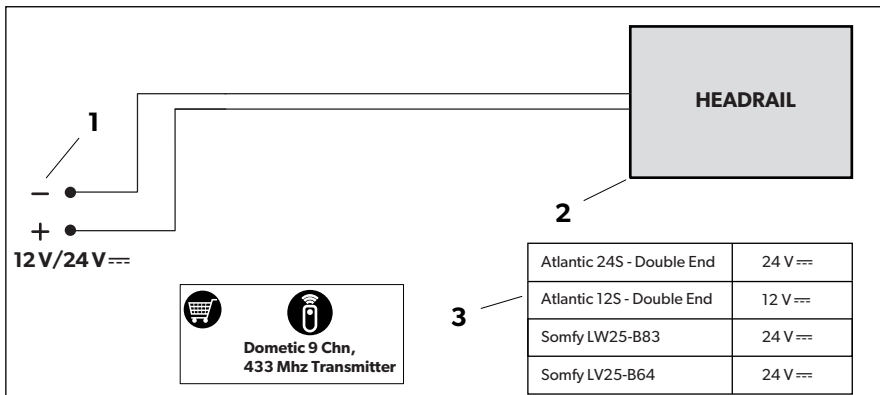 HEADRAIL
1
−
+
12 V/24 V ⎓
2
3
Atlantic 24S - Double End 24 V ⎓
Atlantic 12S - Double End 12 V ⎓
Somfy LW25-B83 24 V ⎓
Somfy LV25-B64 24 V ⎓
Dometic 9 Chn,
433 Mhz Transmitter